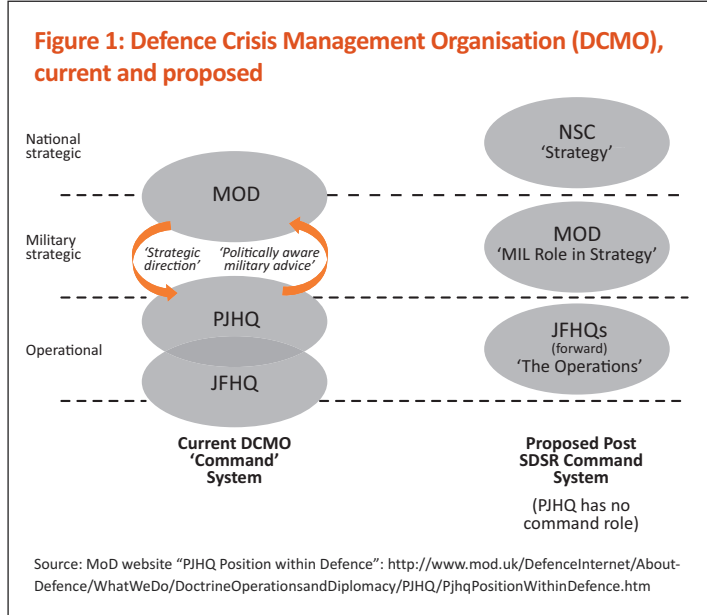 Figure 1: Defence Crisis Management Organisation (DCMO),
current and proposed
National
strategic
MOD
NSC
‘Strategy’
Military
strategic
‘Strategic
direction’
‘Politically aware
military advice’
MOD
‘MIL Role in Strategy’
Operational
PJHQ
JFHQ
JFHQs
(forward)
‘The Operations’
Current DCMO
‘Command’
System
Proposed Post
SDSR Command
System
(PJHQ has no
command role)
Source: MoD website “PJHQ Position within Defence”: http://www.mod.uk/DefenceInternet/About-
Defence/WhatWeDo/DoctrineOperationsandDiplomacy/PJHQ/PjhqPositionWithinDefence.htm